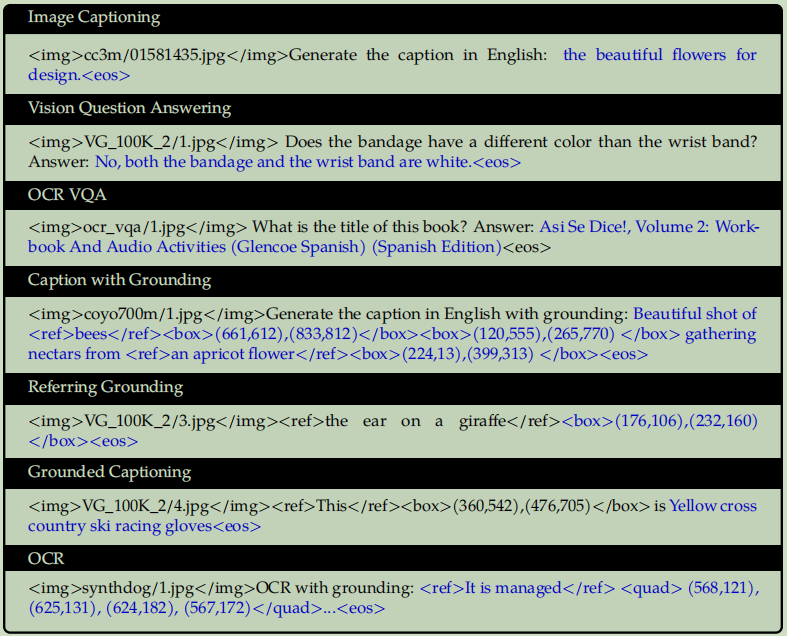 Image Captioning
<img>cc3m/01581435.jpg</img>Generate the caption in English: the beautiful flowers for
design.<eos>
Vision Question Answering
<img>VG_100K_2/1.jpg</img> Does the bandage have a different color than the wrist band?
Answer: No, both the bandage and the wrist band are white.<eos>
OCR VQA
<img>ocr_vqa/1.jpg</img> What is the title of this book? Answer: Asi Se Dice!, Volume 2: Work-
book And Audio Activities (Glencoe Spanish) (Spanish Edition)<eos>
Caption with Grounding
<img>coyo700m/1.jpg</img>Generate the caption in English with grounding: Beautiful shot of
<ref>bees</ref><box>(661,612),(833,812)</box><box>(120,555),(265,770) </box> gathering
nectars from <ref>an apricot flower</ref><box>(224,13),(399,313) </box><eos>
Referring Grounding
<img>VG_100K_2/3.jpg</img><ref>the ear on a giraffe</ref><box>(176,106),(232,160)
</box><eos>
Grounded Captioning
<img>VG_100K_2/4.jpg</img><ref>This</ref><box>(360,542),(476,705)</box> is Yellow cross
country ski racing gloves<eos>
OCR
<img>synthdog/1.jpg</img>OCR with grounding: <ref>It is managed</ref> <quad> (568,121),
(625,131), (624,182), (567,172)</quad>...<eos>